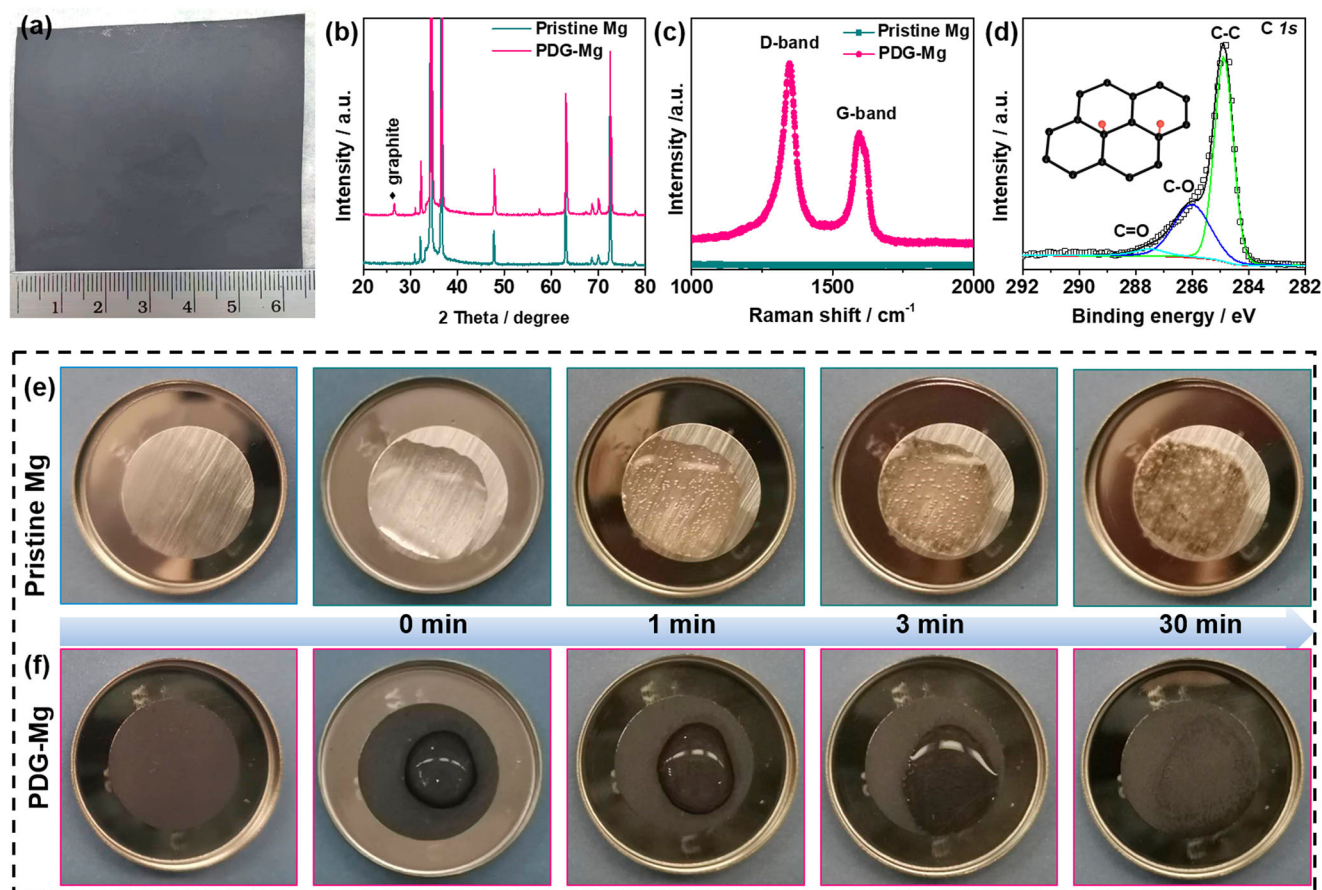 (a)
1 2 3 4 5 6
(b)
Pristine Mg
PDG-Mg
♦ graphite
Intensity / a.u.
20 30 40 50 60 70 80
2 Theta / degree
(c)
Pristine Mg
PDG-Mg
D-band
G-band
Internsity /a.u.
1000 1500 2000
Raman shift / cm⁻¹
(d)
C 1s
C-C
C-O
C=O
Intensity / a.u.
292 290 288 286 284 282
Binding energy / eV
(e)
Pristine Mg
0 min 1 min 3 min 30 min
(f)
PDG-Mg